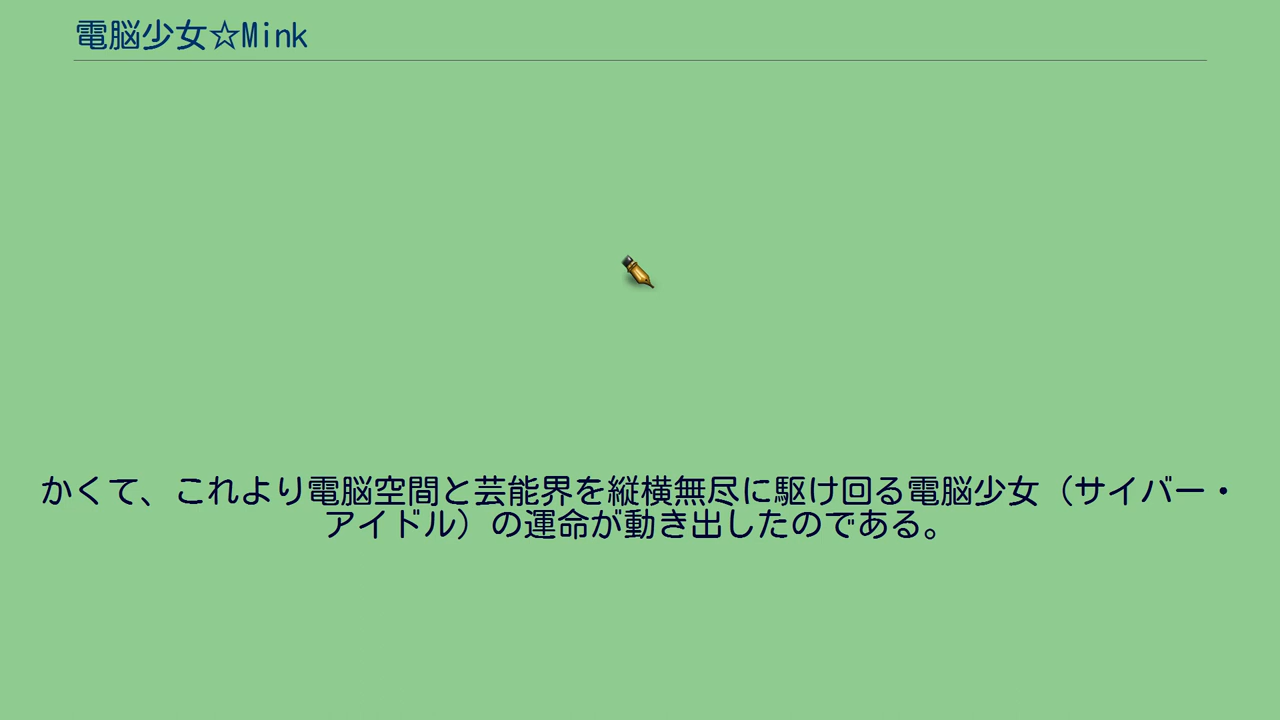 電脳少女☆Mink
かくて、これより電脳空間と芸能界を縦横無尽に駆け回る電脳少女（サイバー・
アイドル）の運命が動き出したのである。